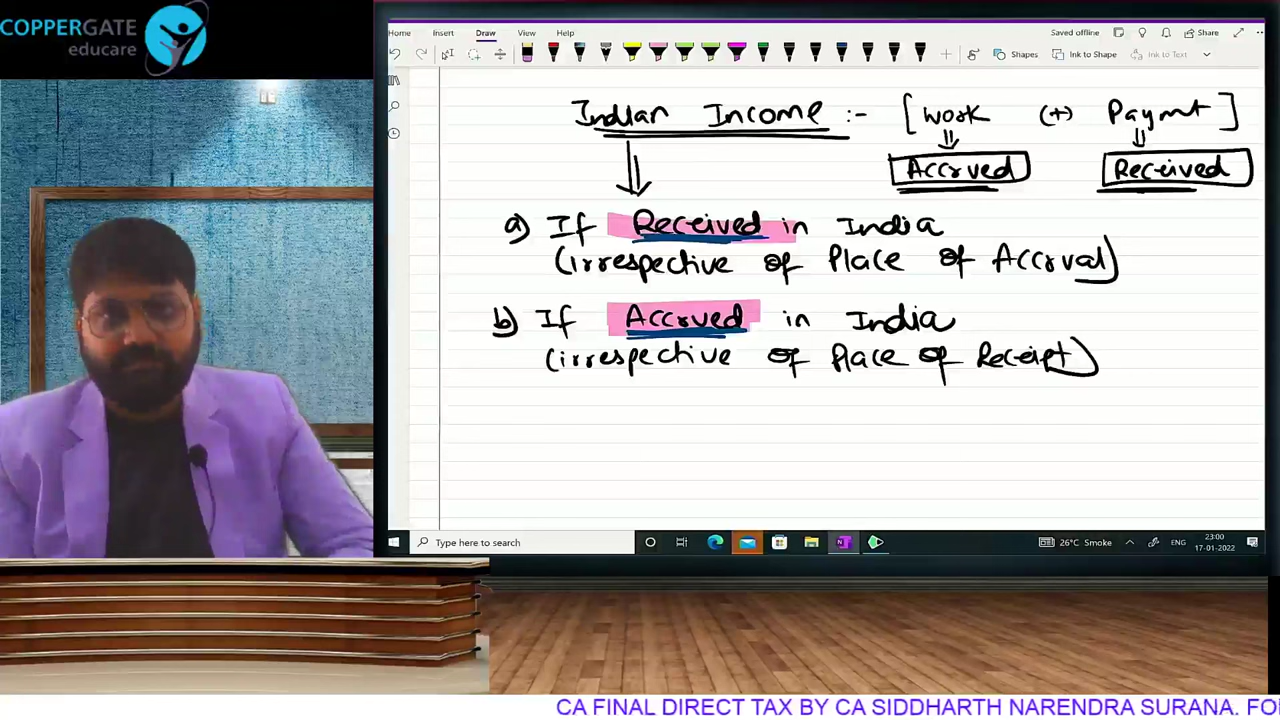 COPPERGATE
educare
Home Insert Draw View Help
Saved offline
Share
Shapes
Ink to Shape
Ink to Text
Indian Income :- [work (+) Paymt]
Accrued Received
a) If Received in India
(irrespective of Place of Accrual)
b) If Accrued in India
(irrespective of Place of Receipt)
Type here to search
26°C Smoke
ENG
23:00
17-01-2022
CA FINAL DIRECT TAX BY CA SIDDHARTH NARENDRA SURANA. FO